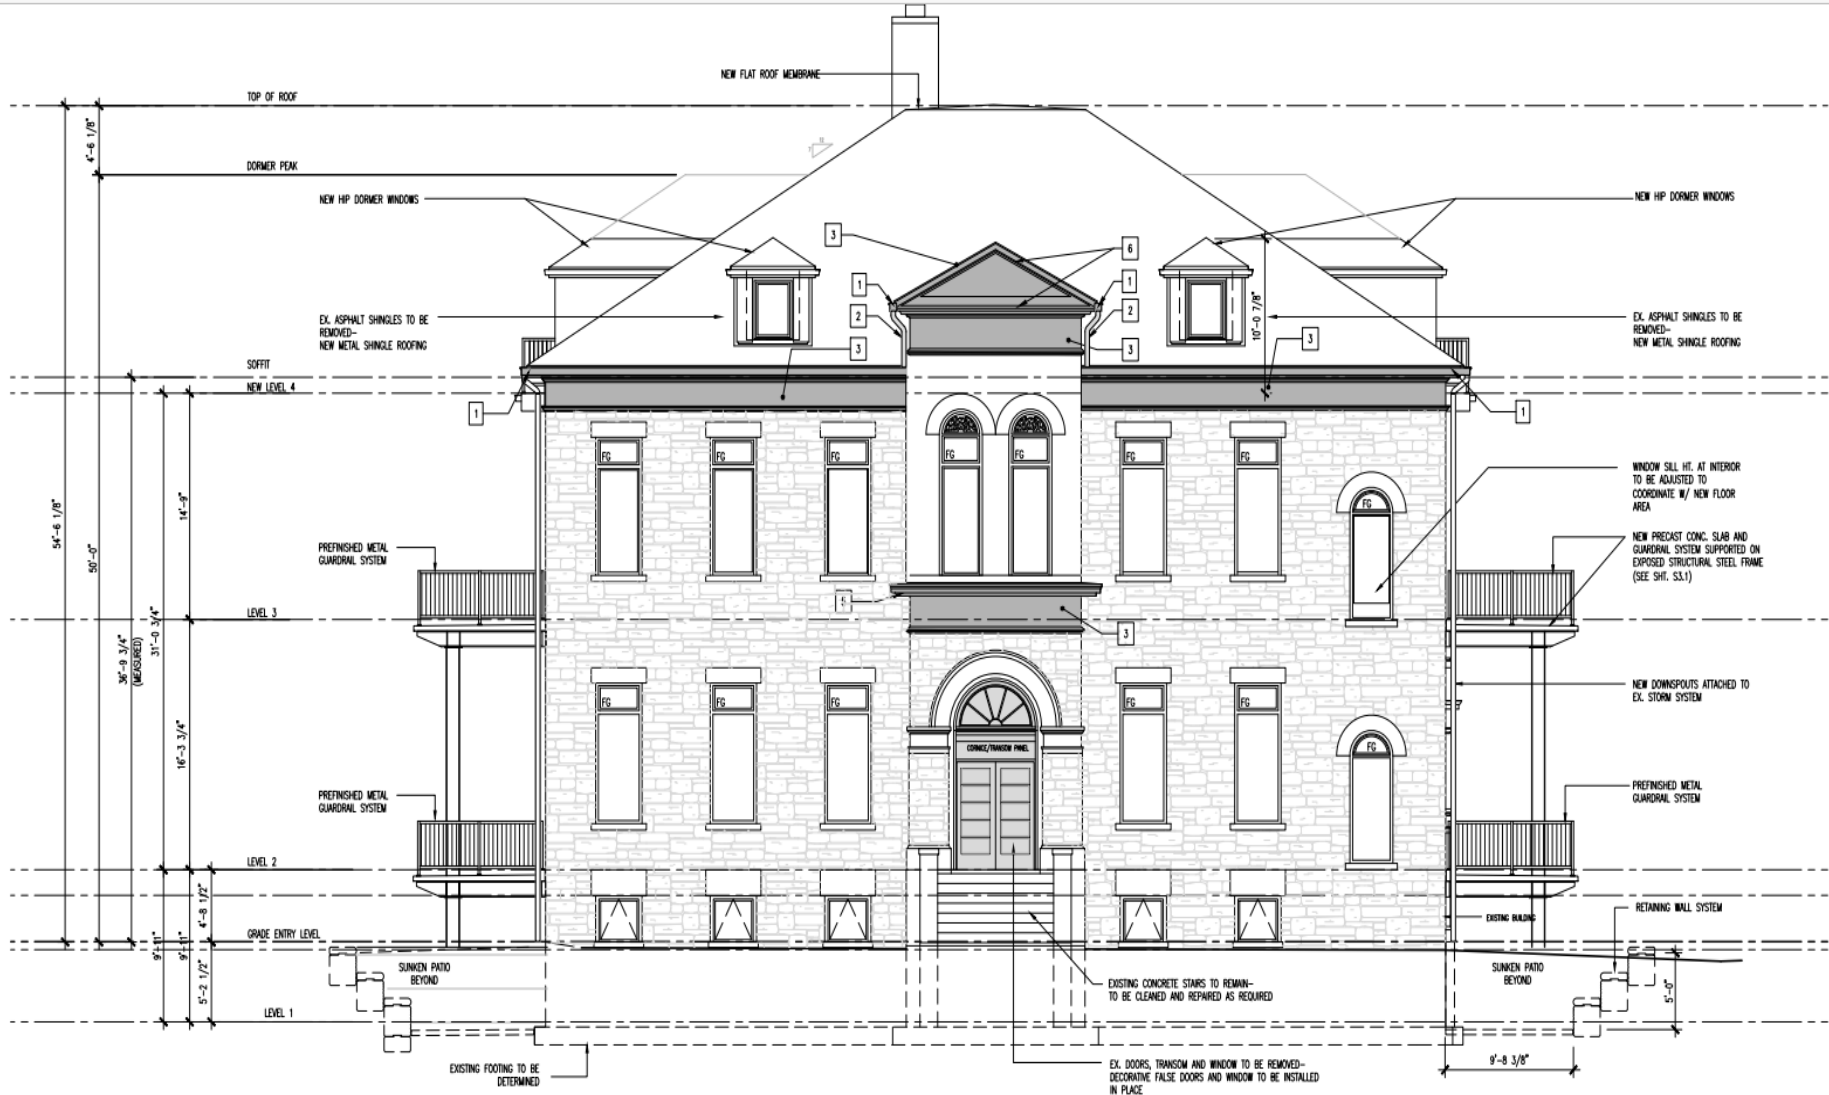 NEW FLAT ROOF MEMBRANE
TOP OF ROOF
4'-6 1/8"
12
7
DORMER PEAK
NEW HIP DORMER WINDOWS
NEW HIP DORMER WINDOWS
3
6
1
1
2
2
3
3
3
10'-0 7/8"
EX. ASPHALT SHINGLES TO BE
REMOVED-
NEW METAL SHINGLE ROOFING
EX. ASPHALT SHINGLES TO BE
REMOVED-
NEW METAL SHINGLE ROOFING
SOFFIT
NEW LEVEL 4
1
1
FG
FG
FG
FG
FG
FG
FG
FG
WINDOW SILL HT. AT INTERIOR
TO BE ADJUSTED TO
COORDINATE W/ NEW FLOOR
AREA
54'-6 1/8"
50'-0"
14'-9"
PREFINISHED METAL
GUARDRAIL SYSTEM
NEW PRECAST CONC. SLAB AND
GUARDRAIL SYSTEM SUPPORTED ON
EXPOSED STRUCTURAL STEEL FRAME
(SEE SHT. S3.1)
5
3
LEVEL 3
36'-9 3/4"
(MEASURED)
31'-0 3/4"
16'-3 3/4"
NEW DOWNSPOUTS ATTACHED TO
EX. STORM SYSTEM
FG
FG
FG
FG
FG
FG
CORNICE/TRANSOM PANEL
PREFINISHED METAL
GUARDRAIL SYSTEM
PREFINISHED METAL
GUARDRAIL SYSTEM
LEVEL 2
4'-8 1/2"
9'-11"
9'-11"
5'-2 1/2"
GRADE ENTRY LEVEL
EXISTING BUILDING
RETAINING WALL SYSTEM
SUNKEN PATIO
BEYOND
SUNKEN PATIO
BEYOND
5'-0"
EXISTING CONCRETE STAIRS TO REMAIN-
TO BE CLEANED AND REPAIRED AS REQUIRED
LEVEL 1
EXISTING FOOTING TO BE
DETERMINED
EX. DOORS, TRANSOM AND WINDOW TO BE REMOVED-
DECORATIVE FALSE DOORS AND WINDOW TO BE INSTALLED
IN PLACE
9'-8 3/8"